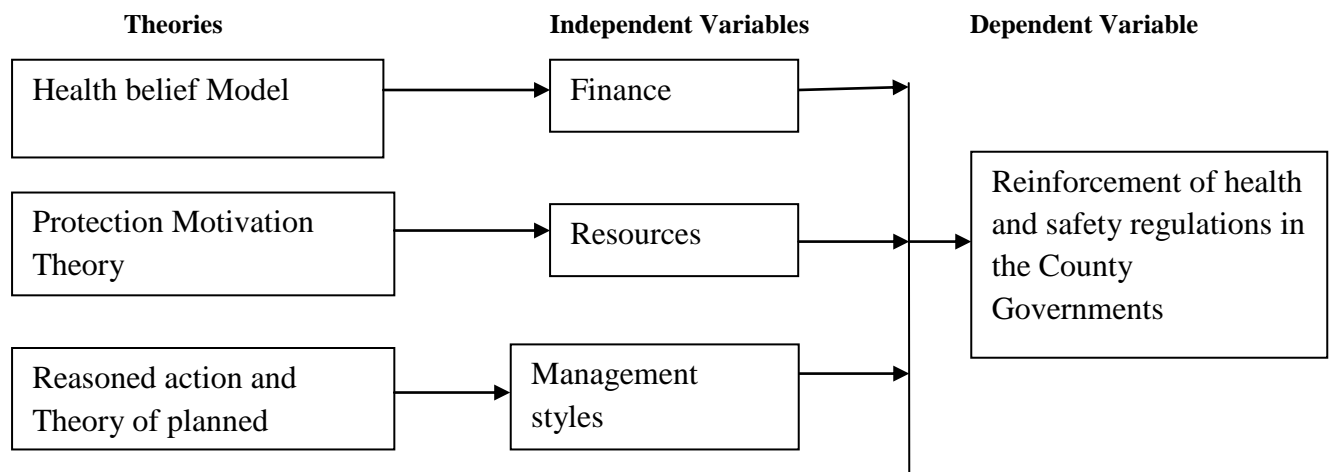 Theories
Independent Variables
Dependent Variable
Health belief Model
Finance
Protection Motivation
Theory
Resources
Reinforcement of health
and safety regulations in
the County
Governments
Reasoned action and
Theory of planned
Management
styles